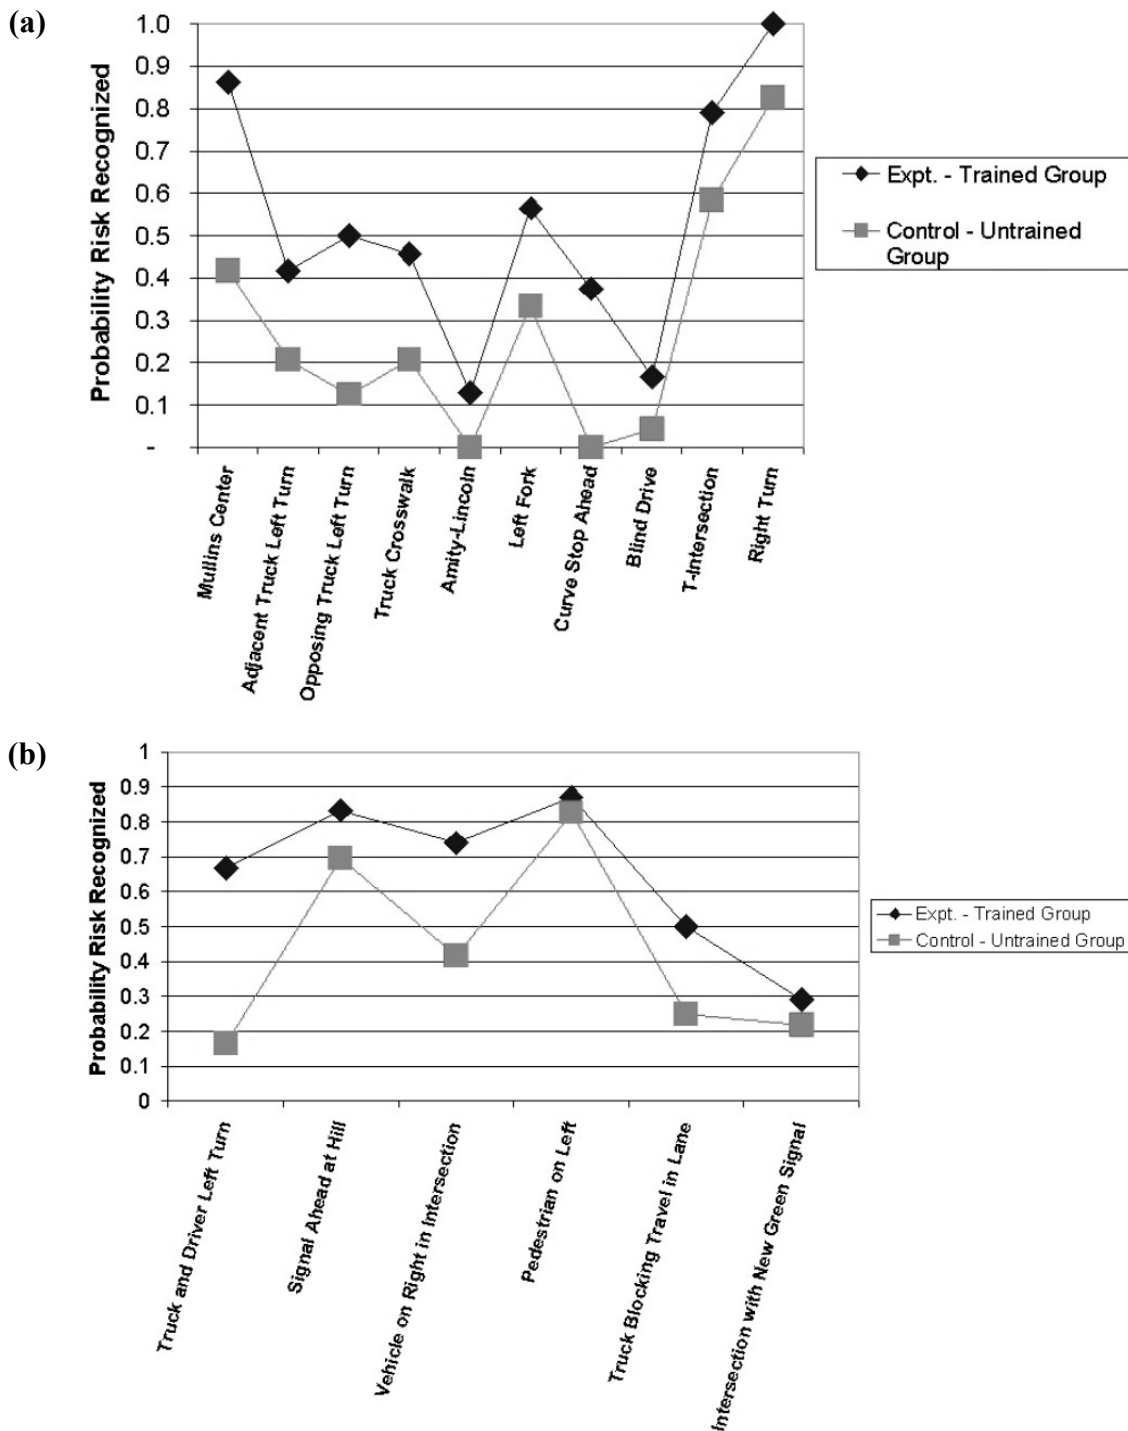 (a)
1.0
0.9
0.8
0.7
0.6
0.5
0.4
0.3
0.2
0.1
-
Probability Risk Recognized
Mullins Center
Adjacent Truck Left Turn
Opposing Truck Left Turn
Truck Crosswalk
Amity-Lincoln
Left Fork
Curve Stop Ahead
Blind Drive
T-Intersection
Right Turn
Expt. - Trained Group
Control - Untrained
Group
(b)
1
0.9
0.8
0.7
0.6
0.5
0.4
0.3
0.2
0.1
0
Probability Risk Recognized
Truck and Driver Left Turn
Signal Ahead at Hill
Vehicle on Right in Intersection
Pedestrian on Left
Truck Blocking Travel in Lane
Intersection with New Green Signal
Expt. - Trained Group
Control - Untrained Group